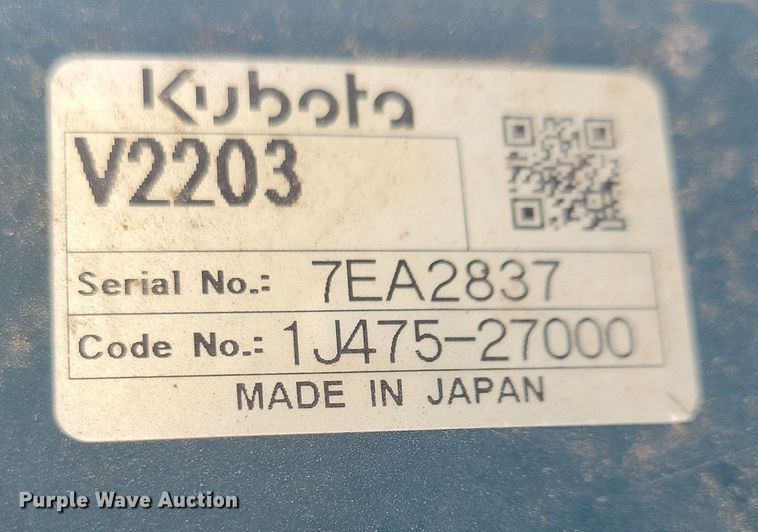 Kubota
V2203
Serial No.: 7EA2837
Code No.: 1J475-27000
MADE IN JAPAN
Purple Wave Auction